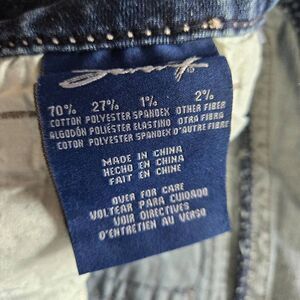 70% 27% 1% 2%
COTTON POLYESTER SPANDEX OTHER FIBER
ALGODÓN POLIÉSTER ELASTINO OTRA FIBRA
COTON POLYESTER SPANDEX D'AUTRE FIBRE
MADE IN CHINA
HECHO EN CHINA
FAIT EN CHINE
OVER FOR CARE
VOLTEAR PARA CUIDADO
VOIR DIRECTIVES
D'ENTRETIEN AU VERSO